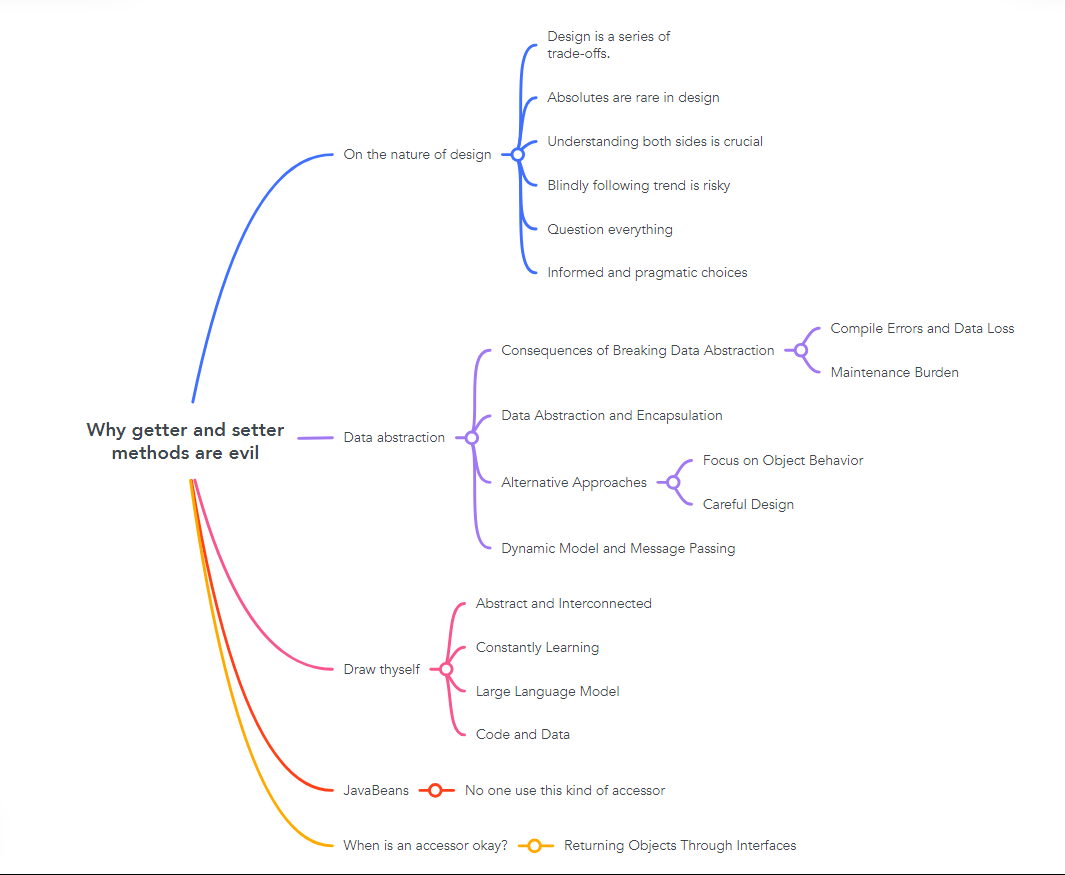 Why getter and setter
methods are evil
On the nature of design
Design is a series of
trade-offs.
Absolutes are rare in design
Understanding both sides is crucial
Blindly following trend is risky
Question everything
Informed and pragmatic choices
Data abstraction
Consequences of Breaking Data Abstraction
Compile Errors and Data Loss
Maintenance Burden
Data Abstraction and Encapsulation
Alternative Approaches
Focus on Object Behavior
Careful Design
Dynamic Model and Message Passing
Draw thyself
Abstract and Interconnected
Constantly Learning
Large Language Model
Code and Data
JavaBeans
No one use this kind of accessor
When is an accessor okay?
Returning Objects Through Interfaces